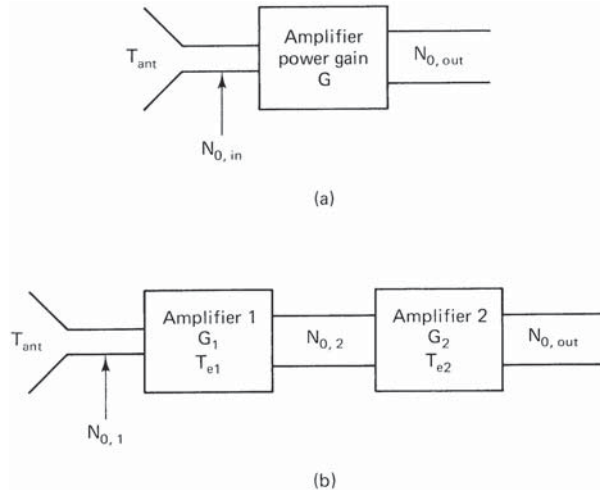 Amplifier
power gain
G
T_ant
N_0, out
N_0, in
(a)
Amplifier 1
G_1
T_e1
Amplifier 2
G_2
T_e2
T_ant
N_0, 2
N_0, out
N_0, 1
(b)